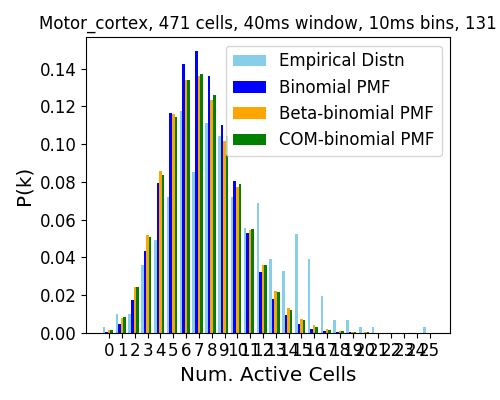 Motor_cortex, 471 cells, 40ms window, 10ms bins, 131
Empirical Distn
Binomial PMF
Beta-binomial PMF
COM-binomial PMF
P(k)
0.14
0.12
0.10
0.08
0.06
0.04
0.02
0.00
0 1 2 3 4 5 6 7 8 9 10 11 12 13 14 15 16 17 18 19 20 21 22 23 24 25
Num. Active Cells